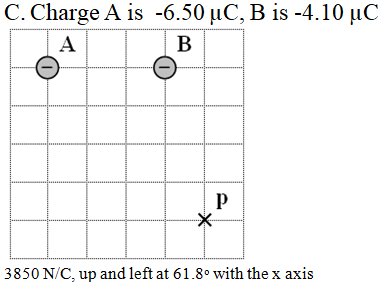 C. Charge A is -6.50 μC, B is -4.10 μC
A B
p
3850 N/C, up and left at 61.8° with the x axis